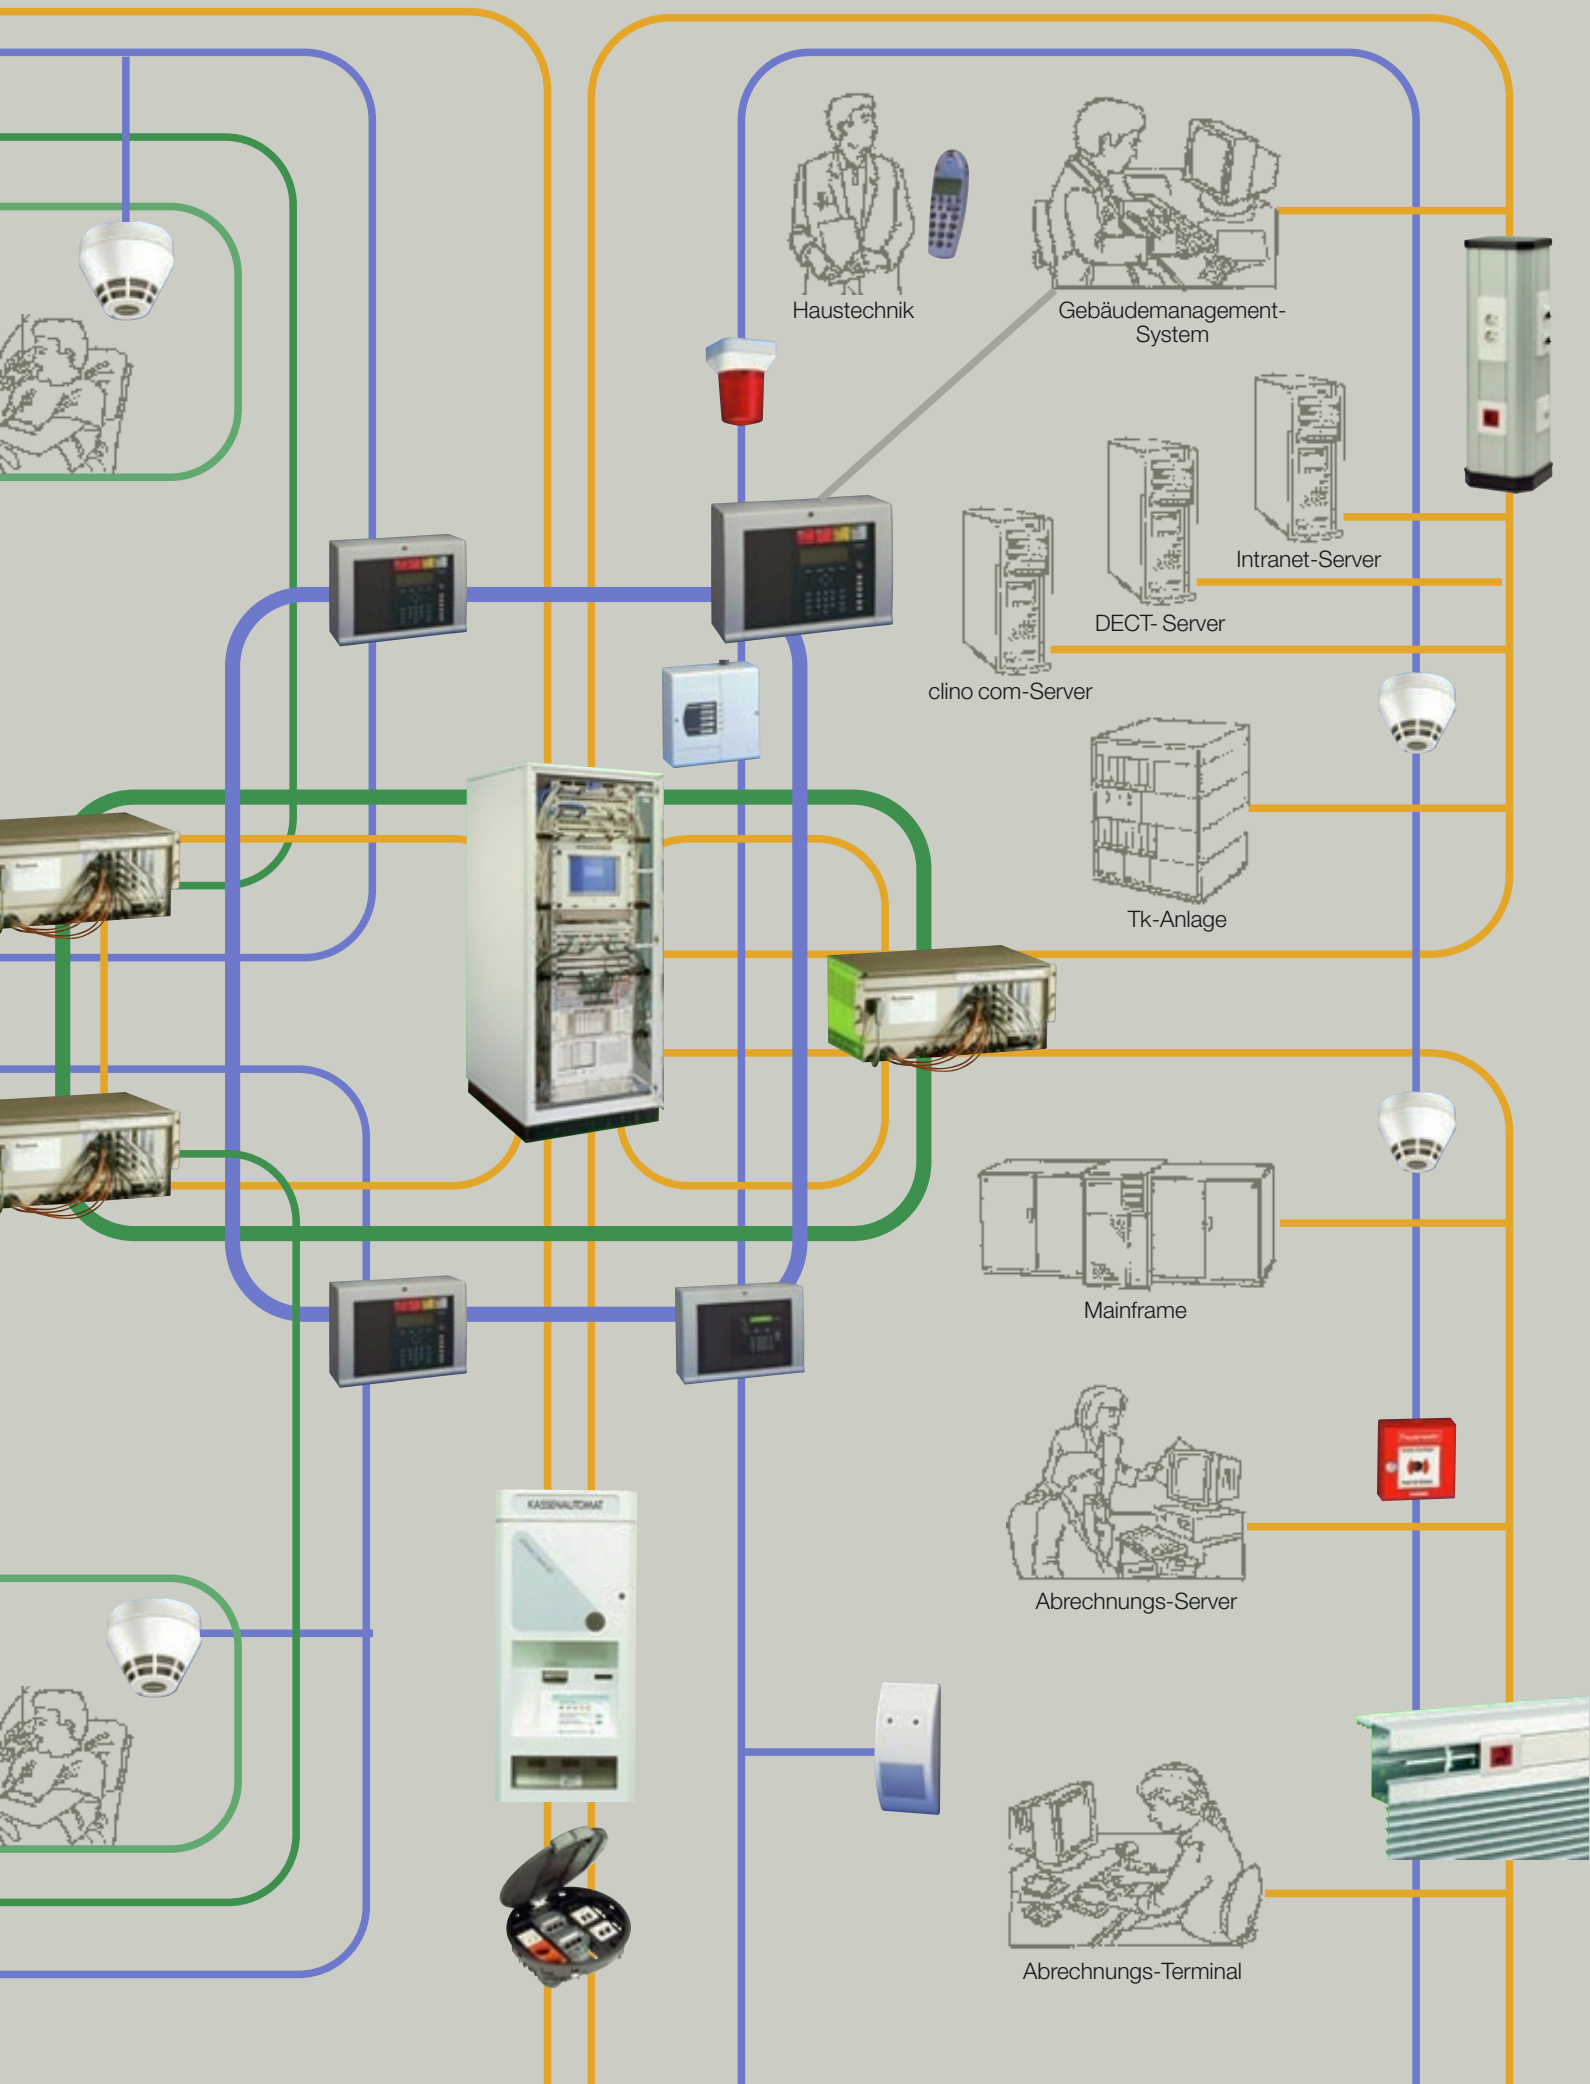 Haustechnik
Gebäudemanagement-
System
Intranet-Server
DECT- Server
clino com-Server
Tk-Anlage
Mainframe
Abrechnungs-Server
KASSENAUTOMAT
Abrechnungs-Terminal